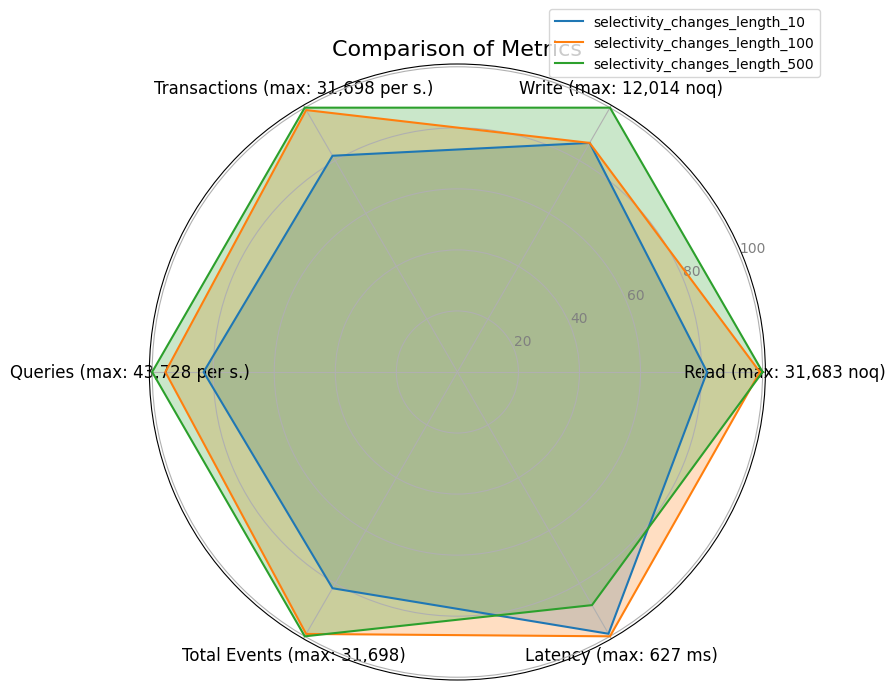 selectivity_changes_length_10
selectivity_changes_length_100
selectivity_changes_length_500
Comparison of Metrics
Transactions (max: 31,698 per s.)
Write (max: 12,014 noq)
100
80
60
40
20
Queries (max: 43,728 per s.)
Read (max: 31,683 noq)
Total Events (max: 31,698)
Latency (max: 627 ms)